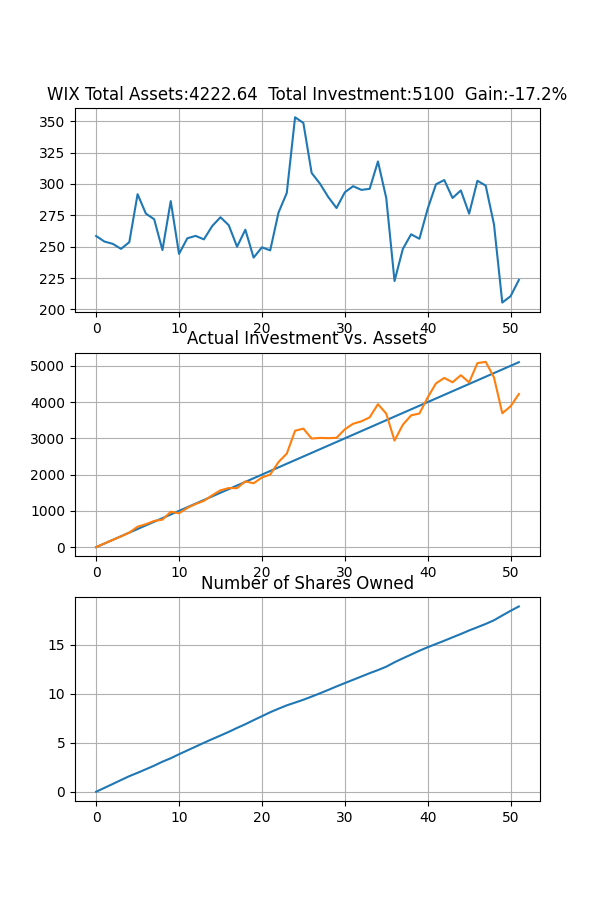 WIX Total Assets:4222.64  Total Investment:5100  Gain:-17.2%
350
325
300
275
250
225
200
0 10 20 30 40 50
Actual Investment vs. Assets
5000
4000
3000
2000
1000
0
0 10 20 30 40 50
Number of Shares Owned
15
10
5
0
0 10 20 30 40 50